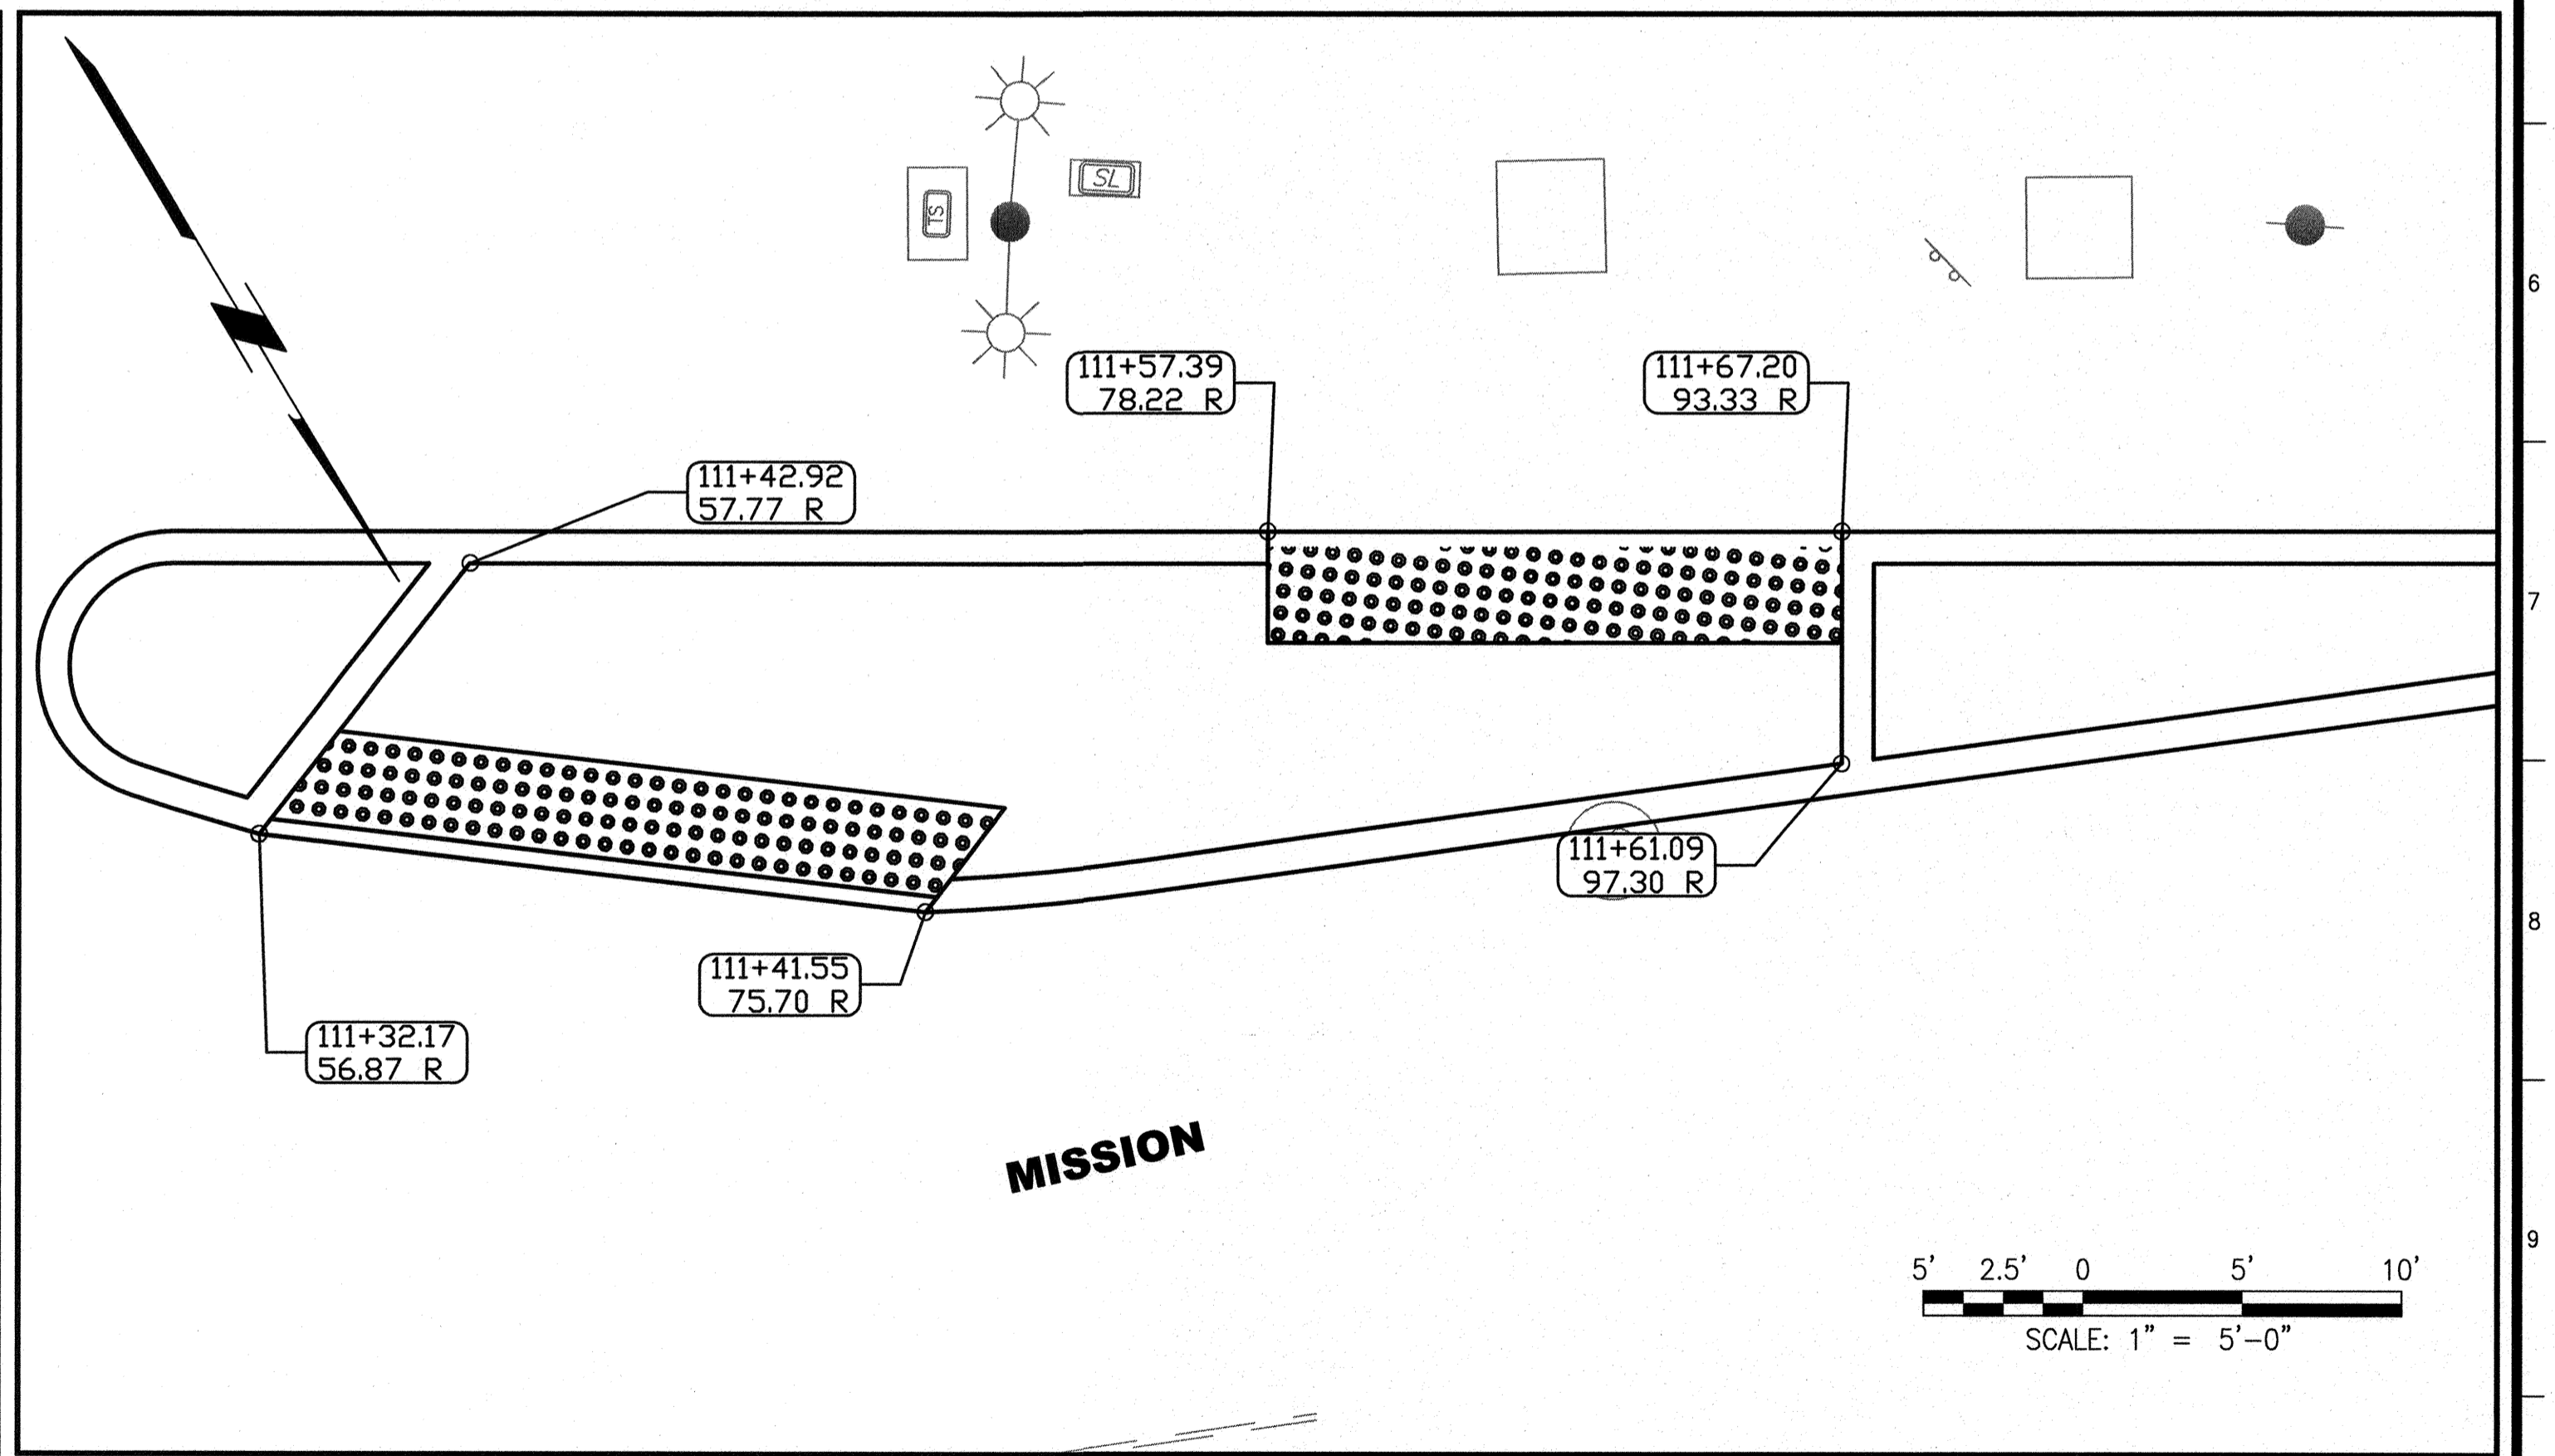 SL
TS
6
111+57.39
78.22 R
111+67.20
93.33 R
111+42.92
57.77 R
7
111+61.09
97.30 R
8
111+41.55
75.70 R
111+32.17
56.87 R
MISSION
9
5' 2.5' 0 5' 10'
SCALE: 1" = 5'-0"